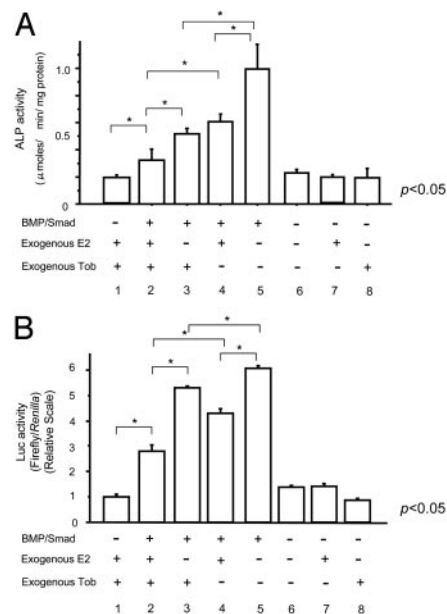 A
*
*
*
*
*
1.0
0.5
0
ALP activity
(μmoles/ min/ mg protein)
p<0.05
BMP/Smad - + + + + - - -
Exogenous E2 + + - + - - + -
Exogenous Tob + + + - - - - +
1 2 3 4 5 6 7 8
B
*
*
*
*
*
6
5
4
3
2
1
0
Luc activity
(Firefly/Renilla)
(Relative Scale)
p<0.05
BMP/Smad - + + + + - - -
Exogenous E2 + + - + - - + -
Exogenous Tob + + + - - - - +
1 2 3 4 5 6 7 8